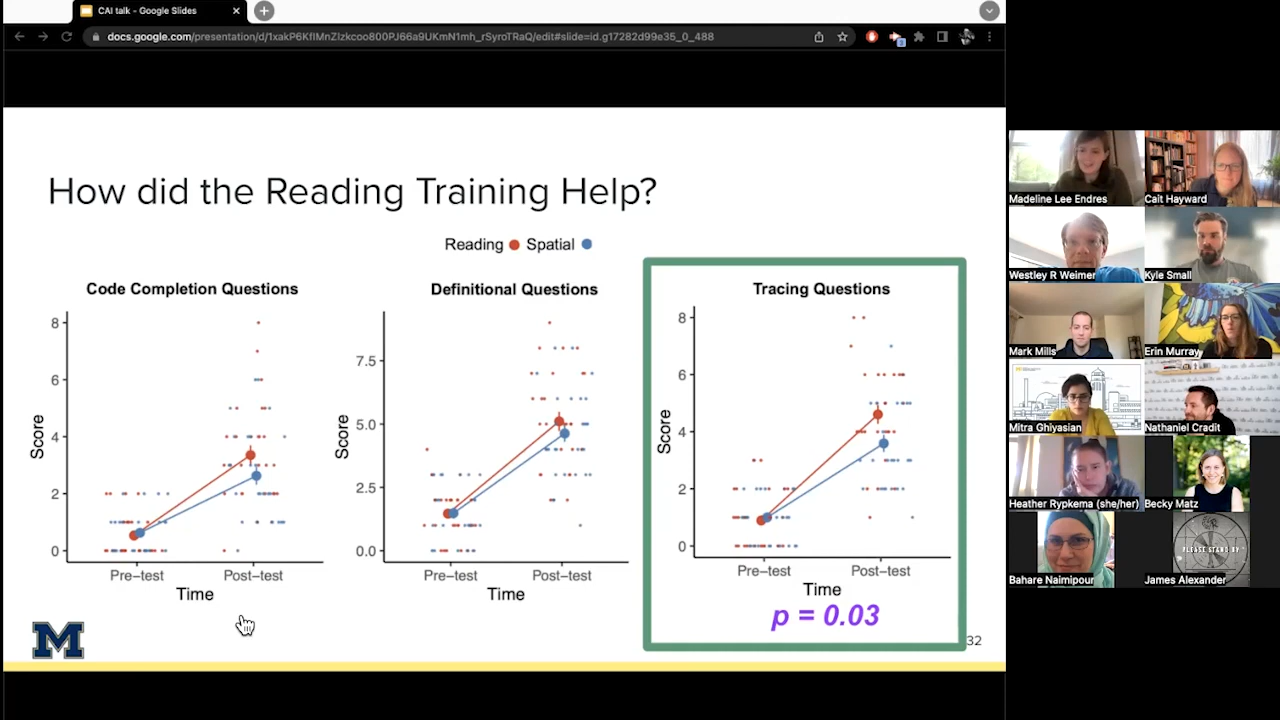 CAI talk - Google Slides
docs.google.com/presentation/d/1xakP6KfIMnZlzkcoo800PJ66a9UKmN1mh_rSyroTRaQ/edit#slide=id.g17282d99e35_0_488
3
How did the Reading Training Help?
Reading Spatial
Code Completion Questions
Score
8
6
4
2
0
Pre-test Post-test
Time
Definitional Questions
Score
7.5
5.0
2.5
0.0
Pre-test Post-test
Time
Tracing Questions
Score
8
6
4
2
0
Pre-test Post-test
Time
p = 0.03
M
32
Madeline Lee Endres
Cait Hayward
Westley R Weimer
Kyle Small
Mark Mills
Erin Murray
Mitra Ghiyasian
Nathaniel Cradit
Heather Rypkema (she/her)
Becky Matz
Bahare Naimipour
PLEASE STAND BY
James Alexander